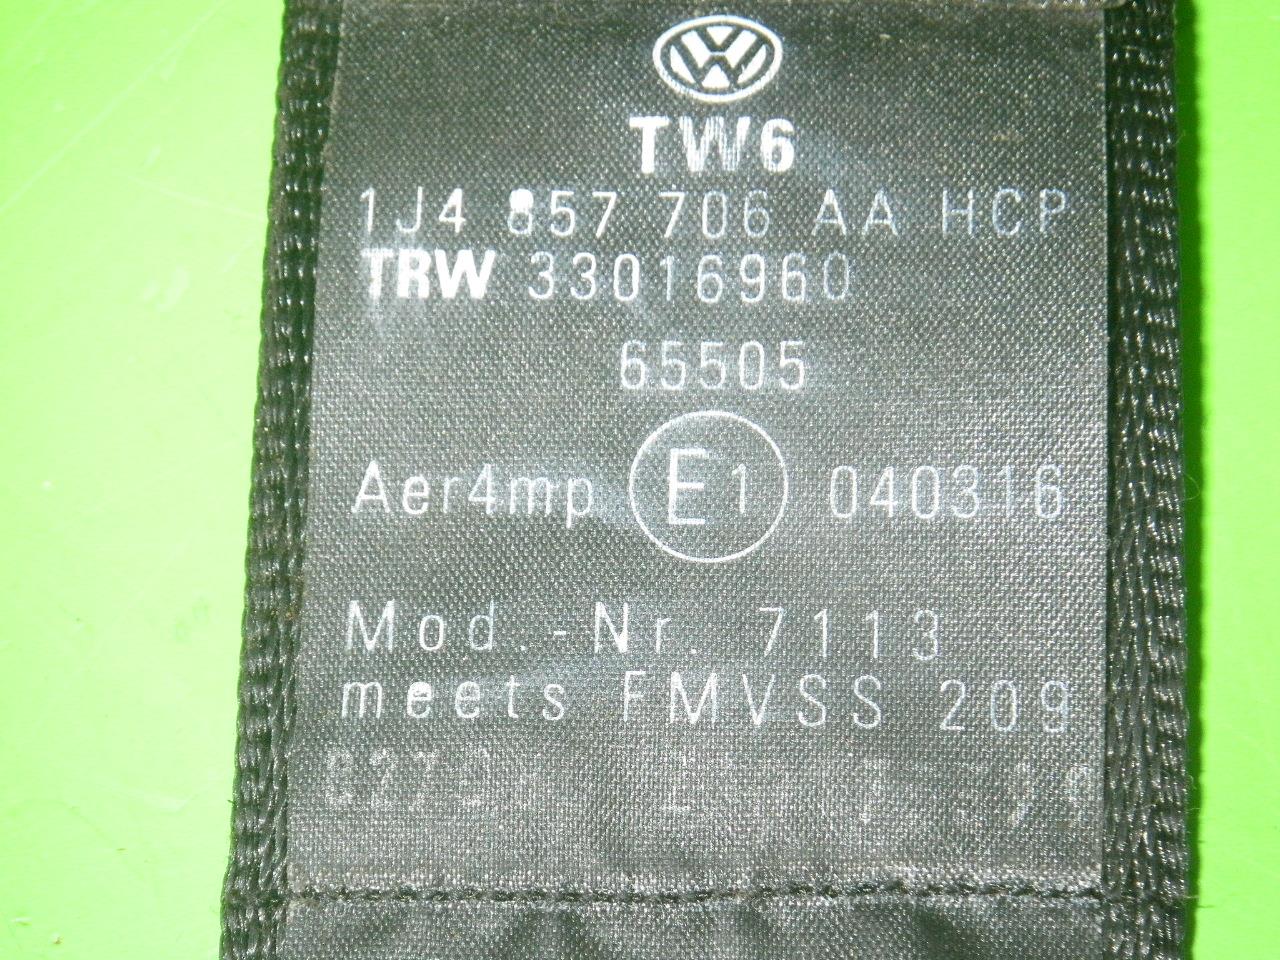 TW6
1J4 857 706 AA HCP
TRW 33016960
65505
Aer4mp E1 040316
Mod.-Nr. 7113
meets FMVSS 209